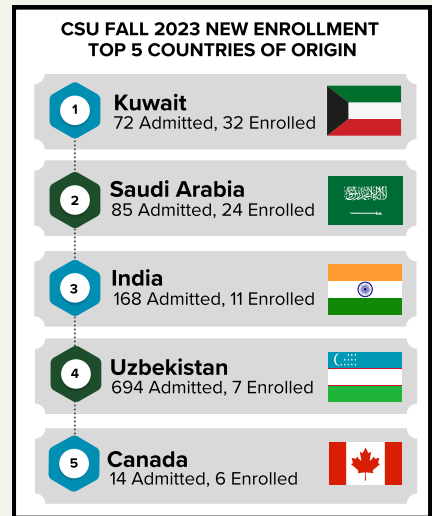 CSU FALL 2023 NEW ENROLLMENT
TOP 5 COUNTRIES OF ORIGIN
1
Kuwait
72 Admitted, 32 Enrolled
2
Saudi Arabia
85 Admitted, 24 Enrolled
3
India
168 Admitted, 11 Enrolled
4
Uzbekistan
694 Admitted, 7 Enrolled
5
Canada
14 Admitted, 6 Enrolled